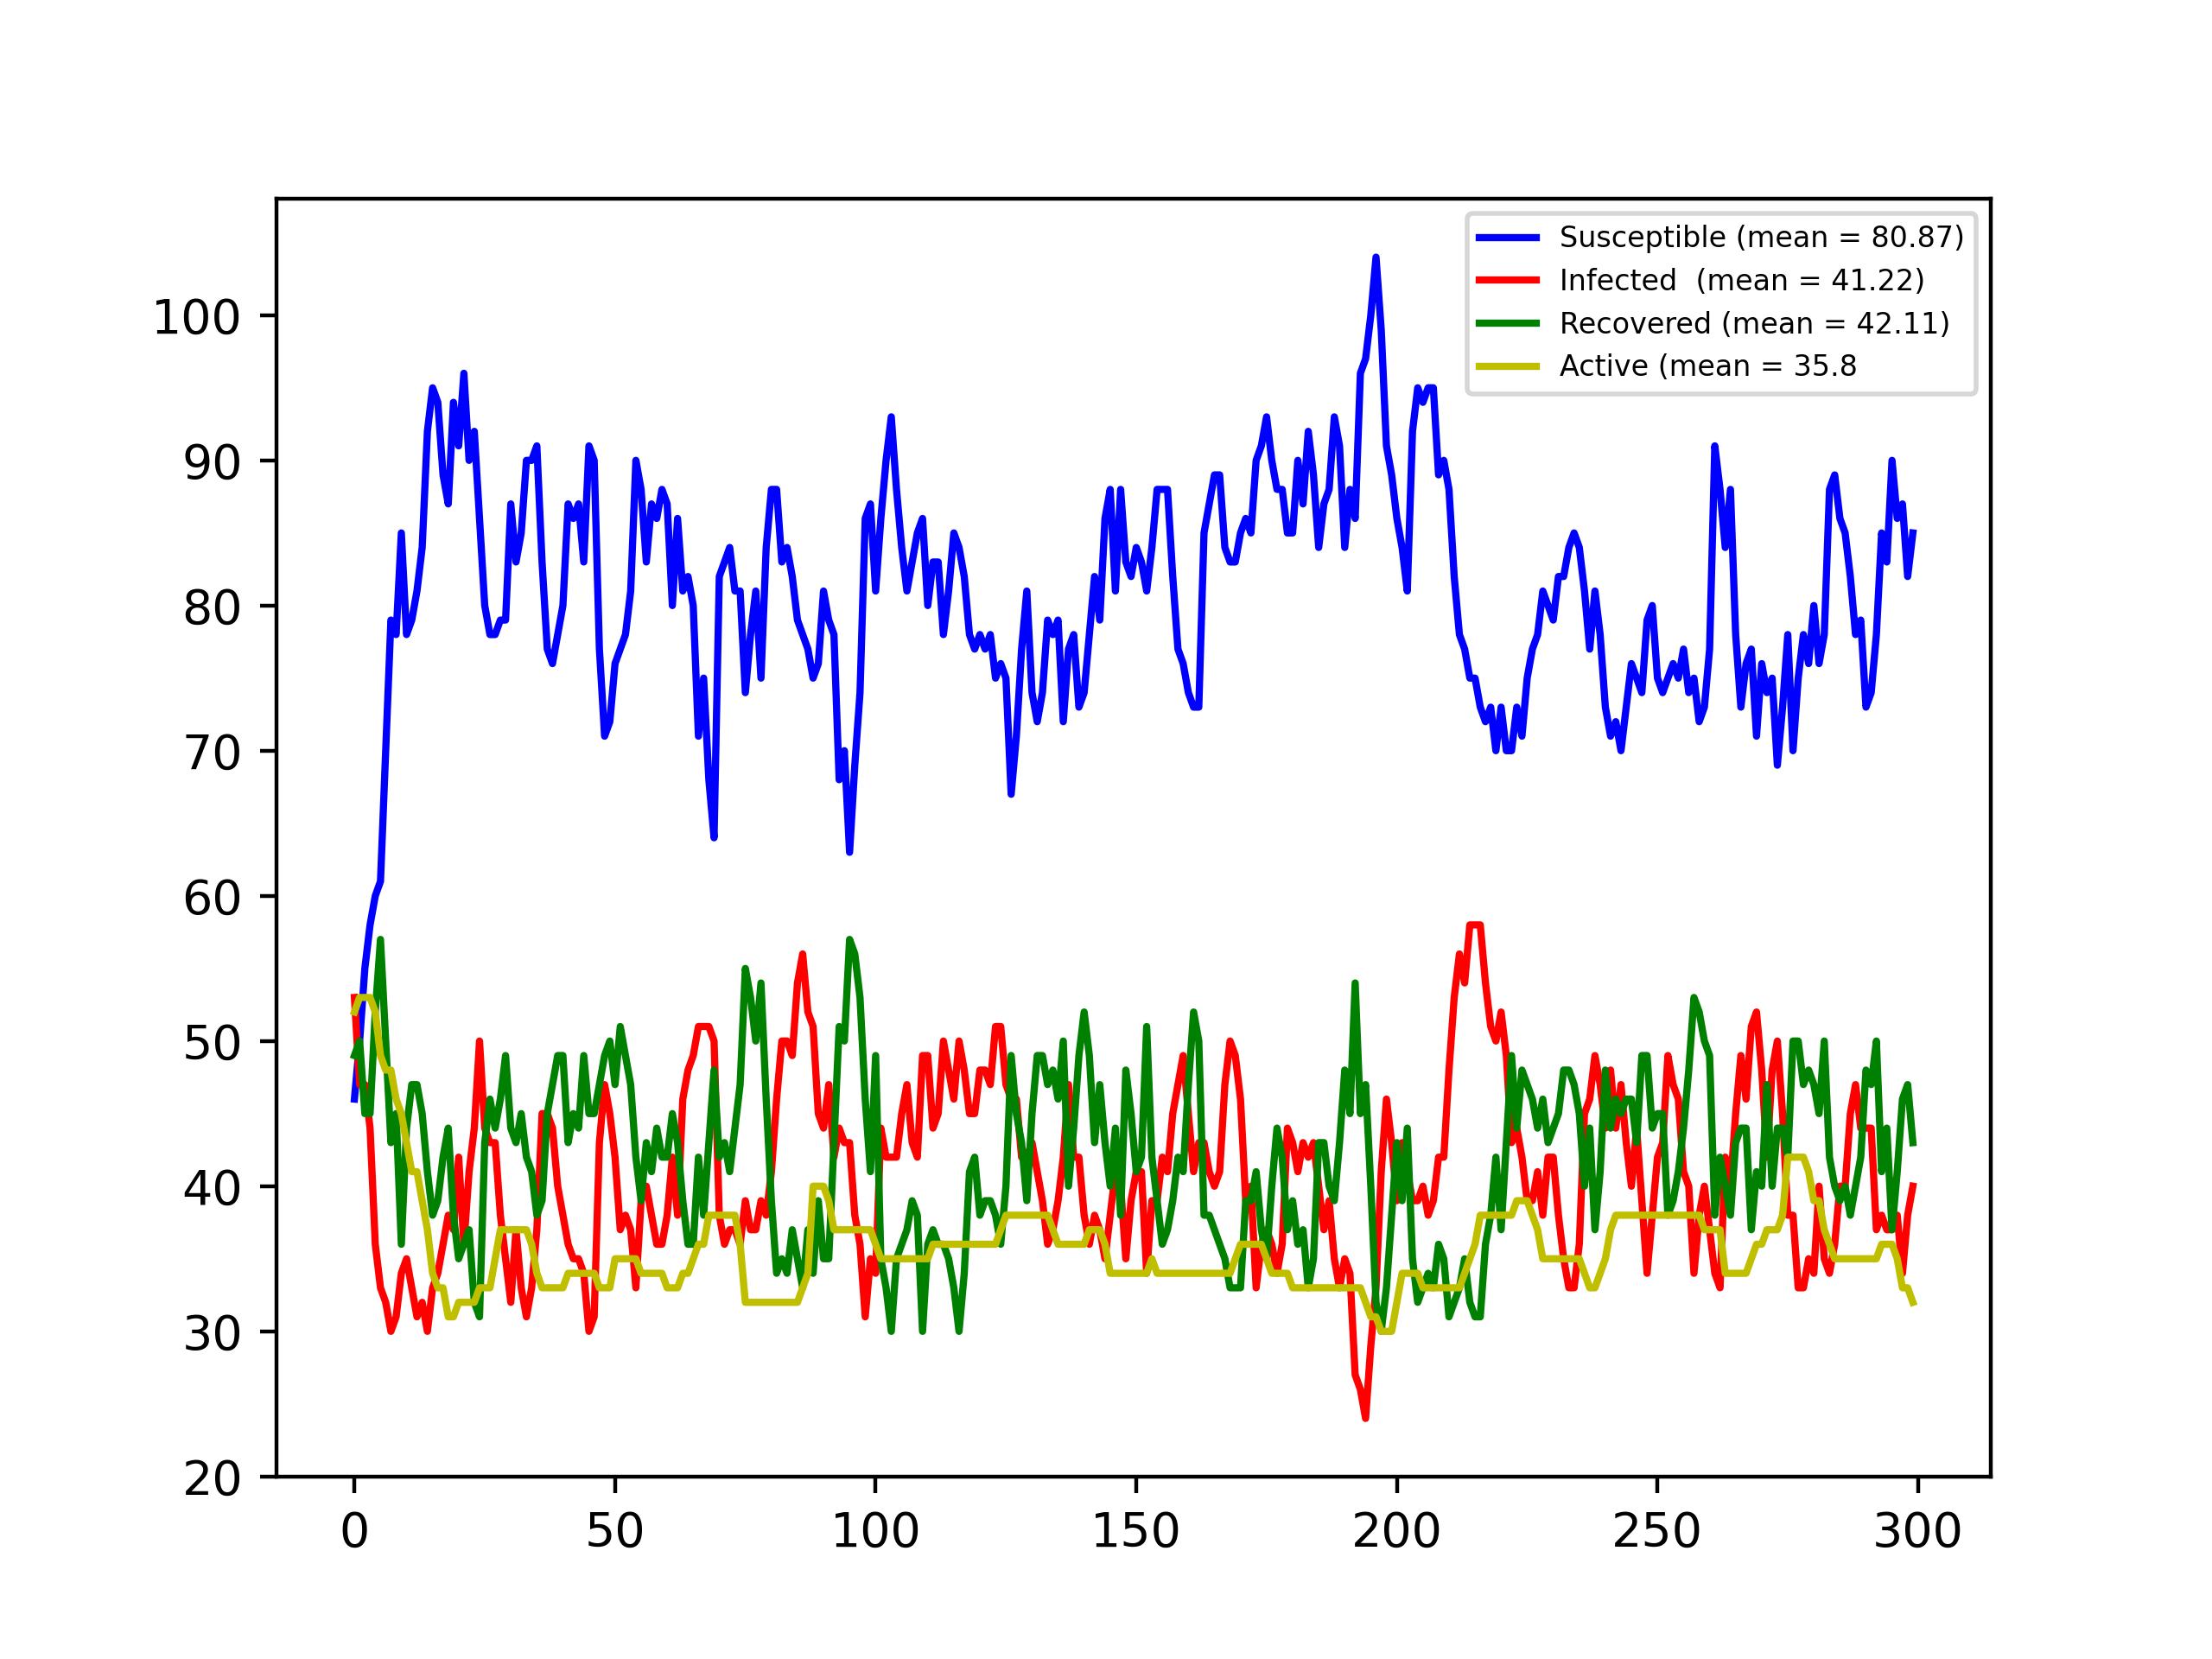 Susceptible (mean = 80.87)
Infected  (mean = 41.22)
Recovered (mean = 42.11)
Active (mean = 35.8
100
90
80
70
60
50
40
30
20
0 50 100 150 200 250 300